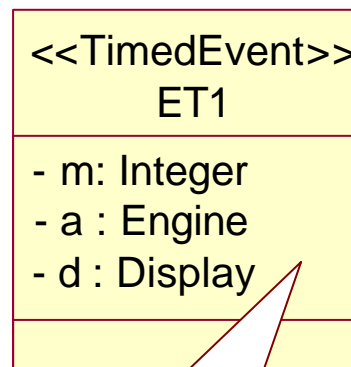 <<TimedEvent>>
ET1
- m: Integer
- a : Engine
- d : Display